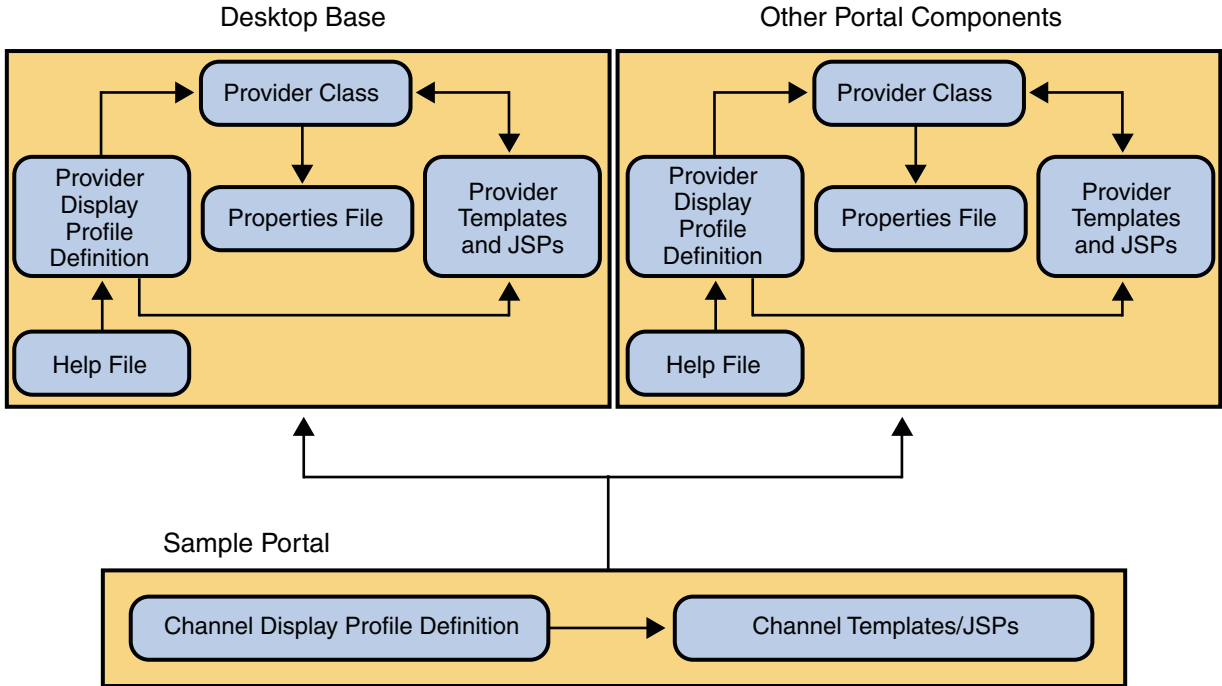 Desktop Base
Provider Class
Provider
Display
Profile
Definition
Properties File
Provider
Templates
and JSPs
Help File
Other Portal Components
Provider Class
Provider
Display
Profile
Definition
Properties File
Provider
Templates
and JSPs
Help File
Sample Portal
Channel Display Profile Definition
Channel Templates/JSPs